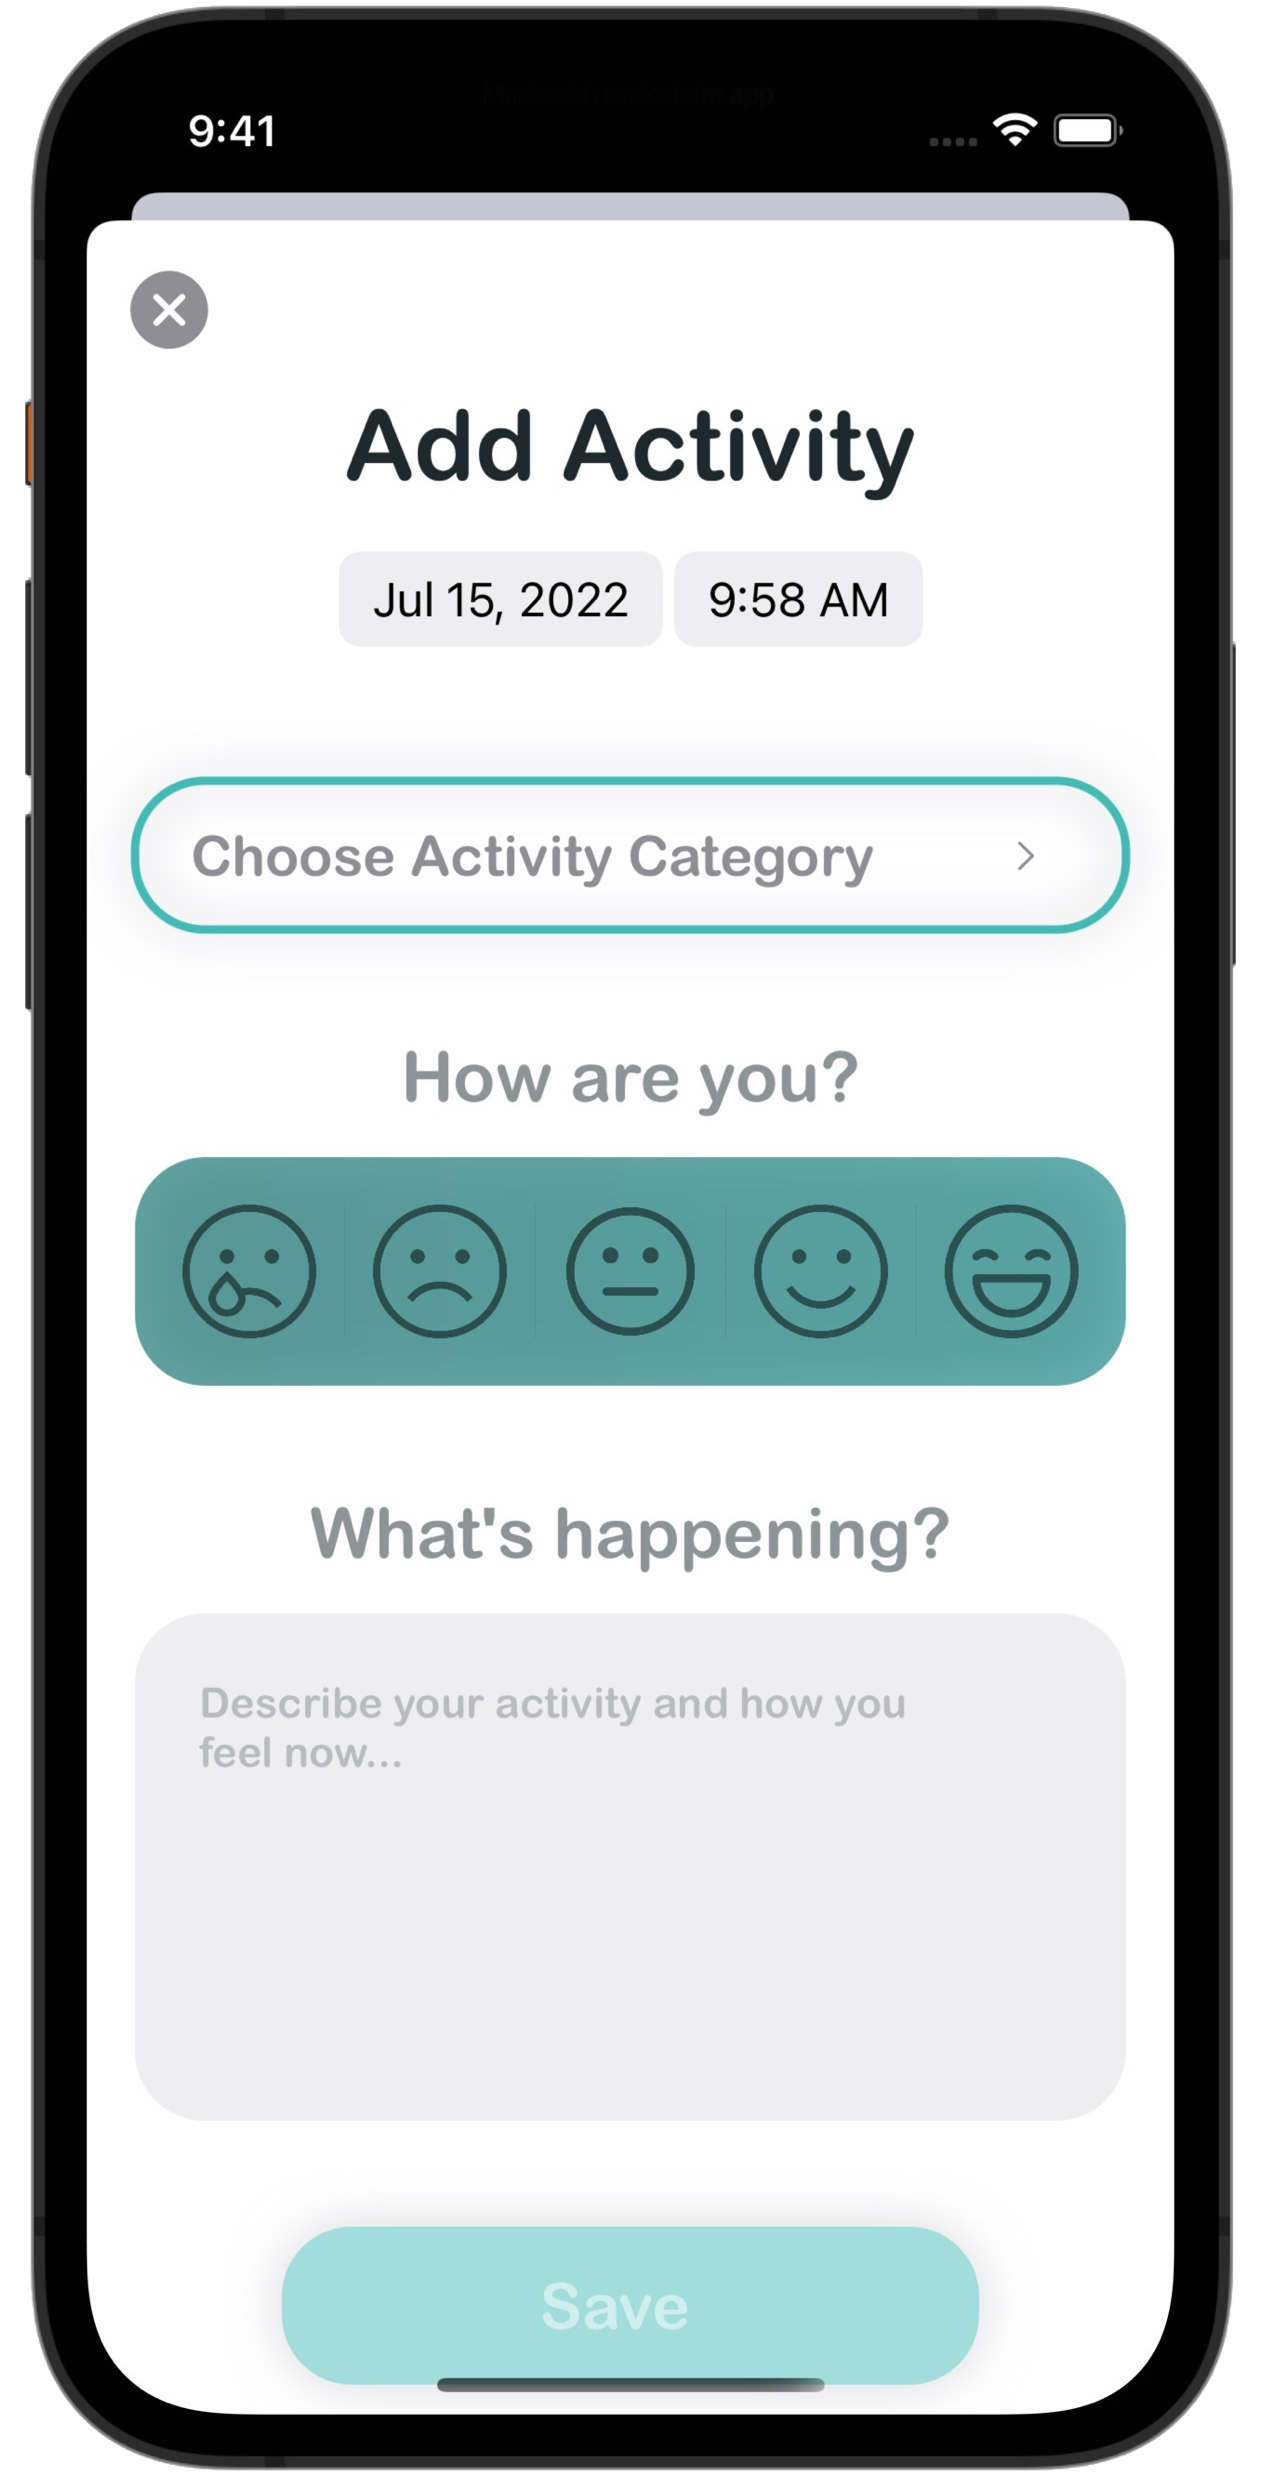 9:41
Add Activity
Jul 15, 2022 9:58 AM
Choose Activity Category
How are you?
What's happening?
Describe your activity and how you
feel now...
Save